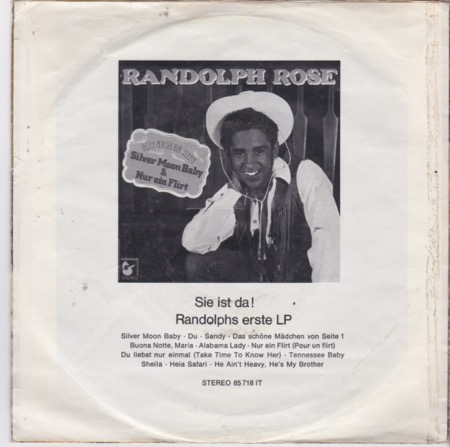 RANDOLPH ROSE
Silver Moon Baby
&
Nur ein Flirt
Sie ist da!
Randolphs erste LP
Silver Moon Baby · Du · Sandy · Das schöne Mädchen von Seite 1
Buona Notte, Maria · Alabama Lady · Nur ein Flirt (Pour un flirt)
Du liebst nur einmal (Take Time To Know Her) · Tennessee Baby
Sheila · Heia Safari · He Ain't Heavy, He's My Brother
STEREO 85 718 IT